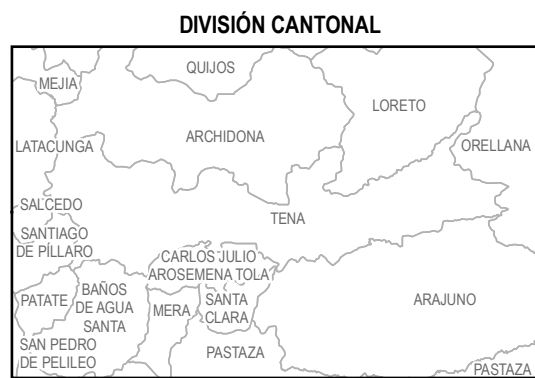 DIVISIÓN CANTONAL
QUIJOS
MEJIA
LORETO
ARCHIDONA
LATACUNGA
ORELLANA
SALCEDO
TENA
SANTIAGO
DE PÍLLARO
CARLOS JULIO
AROSEMENA TOLA
PATATE
BAÑOS
DE AGUA
SANTA
MERA
SANTA
CLARA
ARAJUNO
SAN PEDRO
DE PELILEO
PASTAZA
PASTAZA